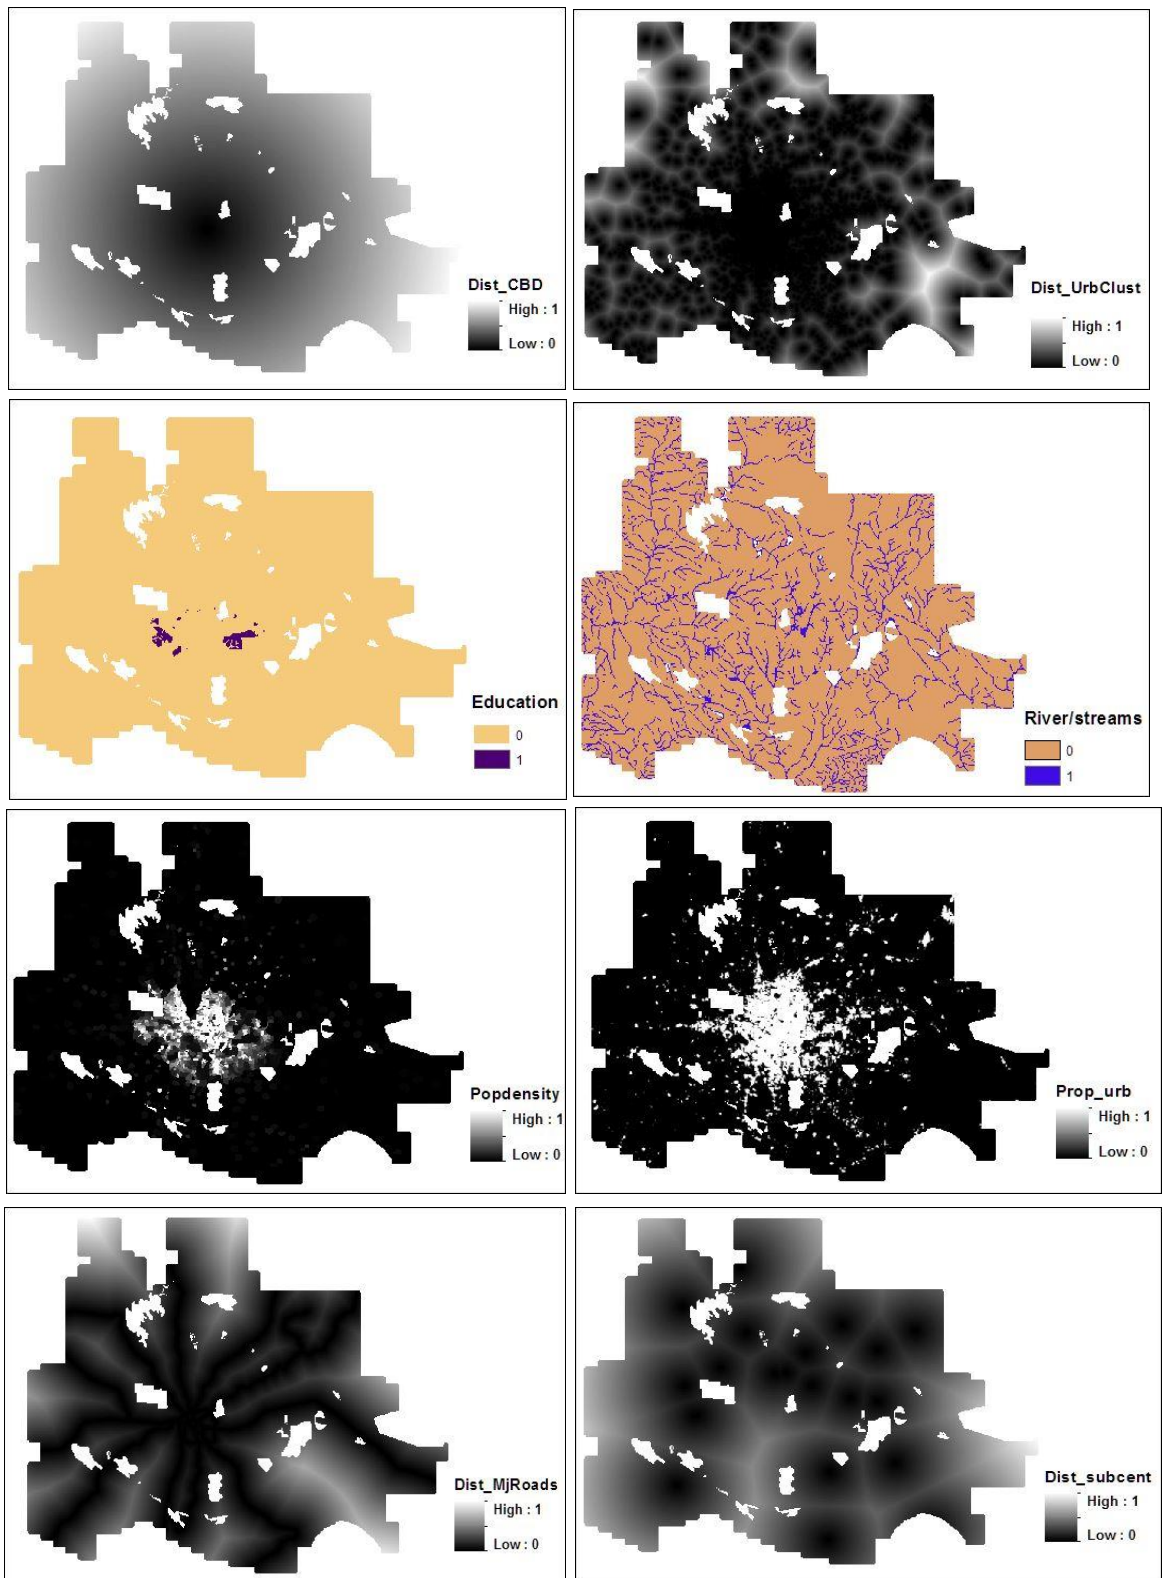 Dist_CBD
High : 1
Low : 0
Dist_UrbClust
High : 1
Low : 0
Education
0
1
River/streams
0
1
Popdensity
High : 1
Low : 0
Prop_urb
High : 1
Low : 0
Dist_MjRoads
High : 1
Low : 0
Dist_subcent
High : 1
Low : 0